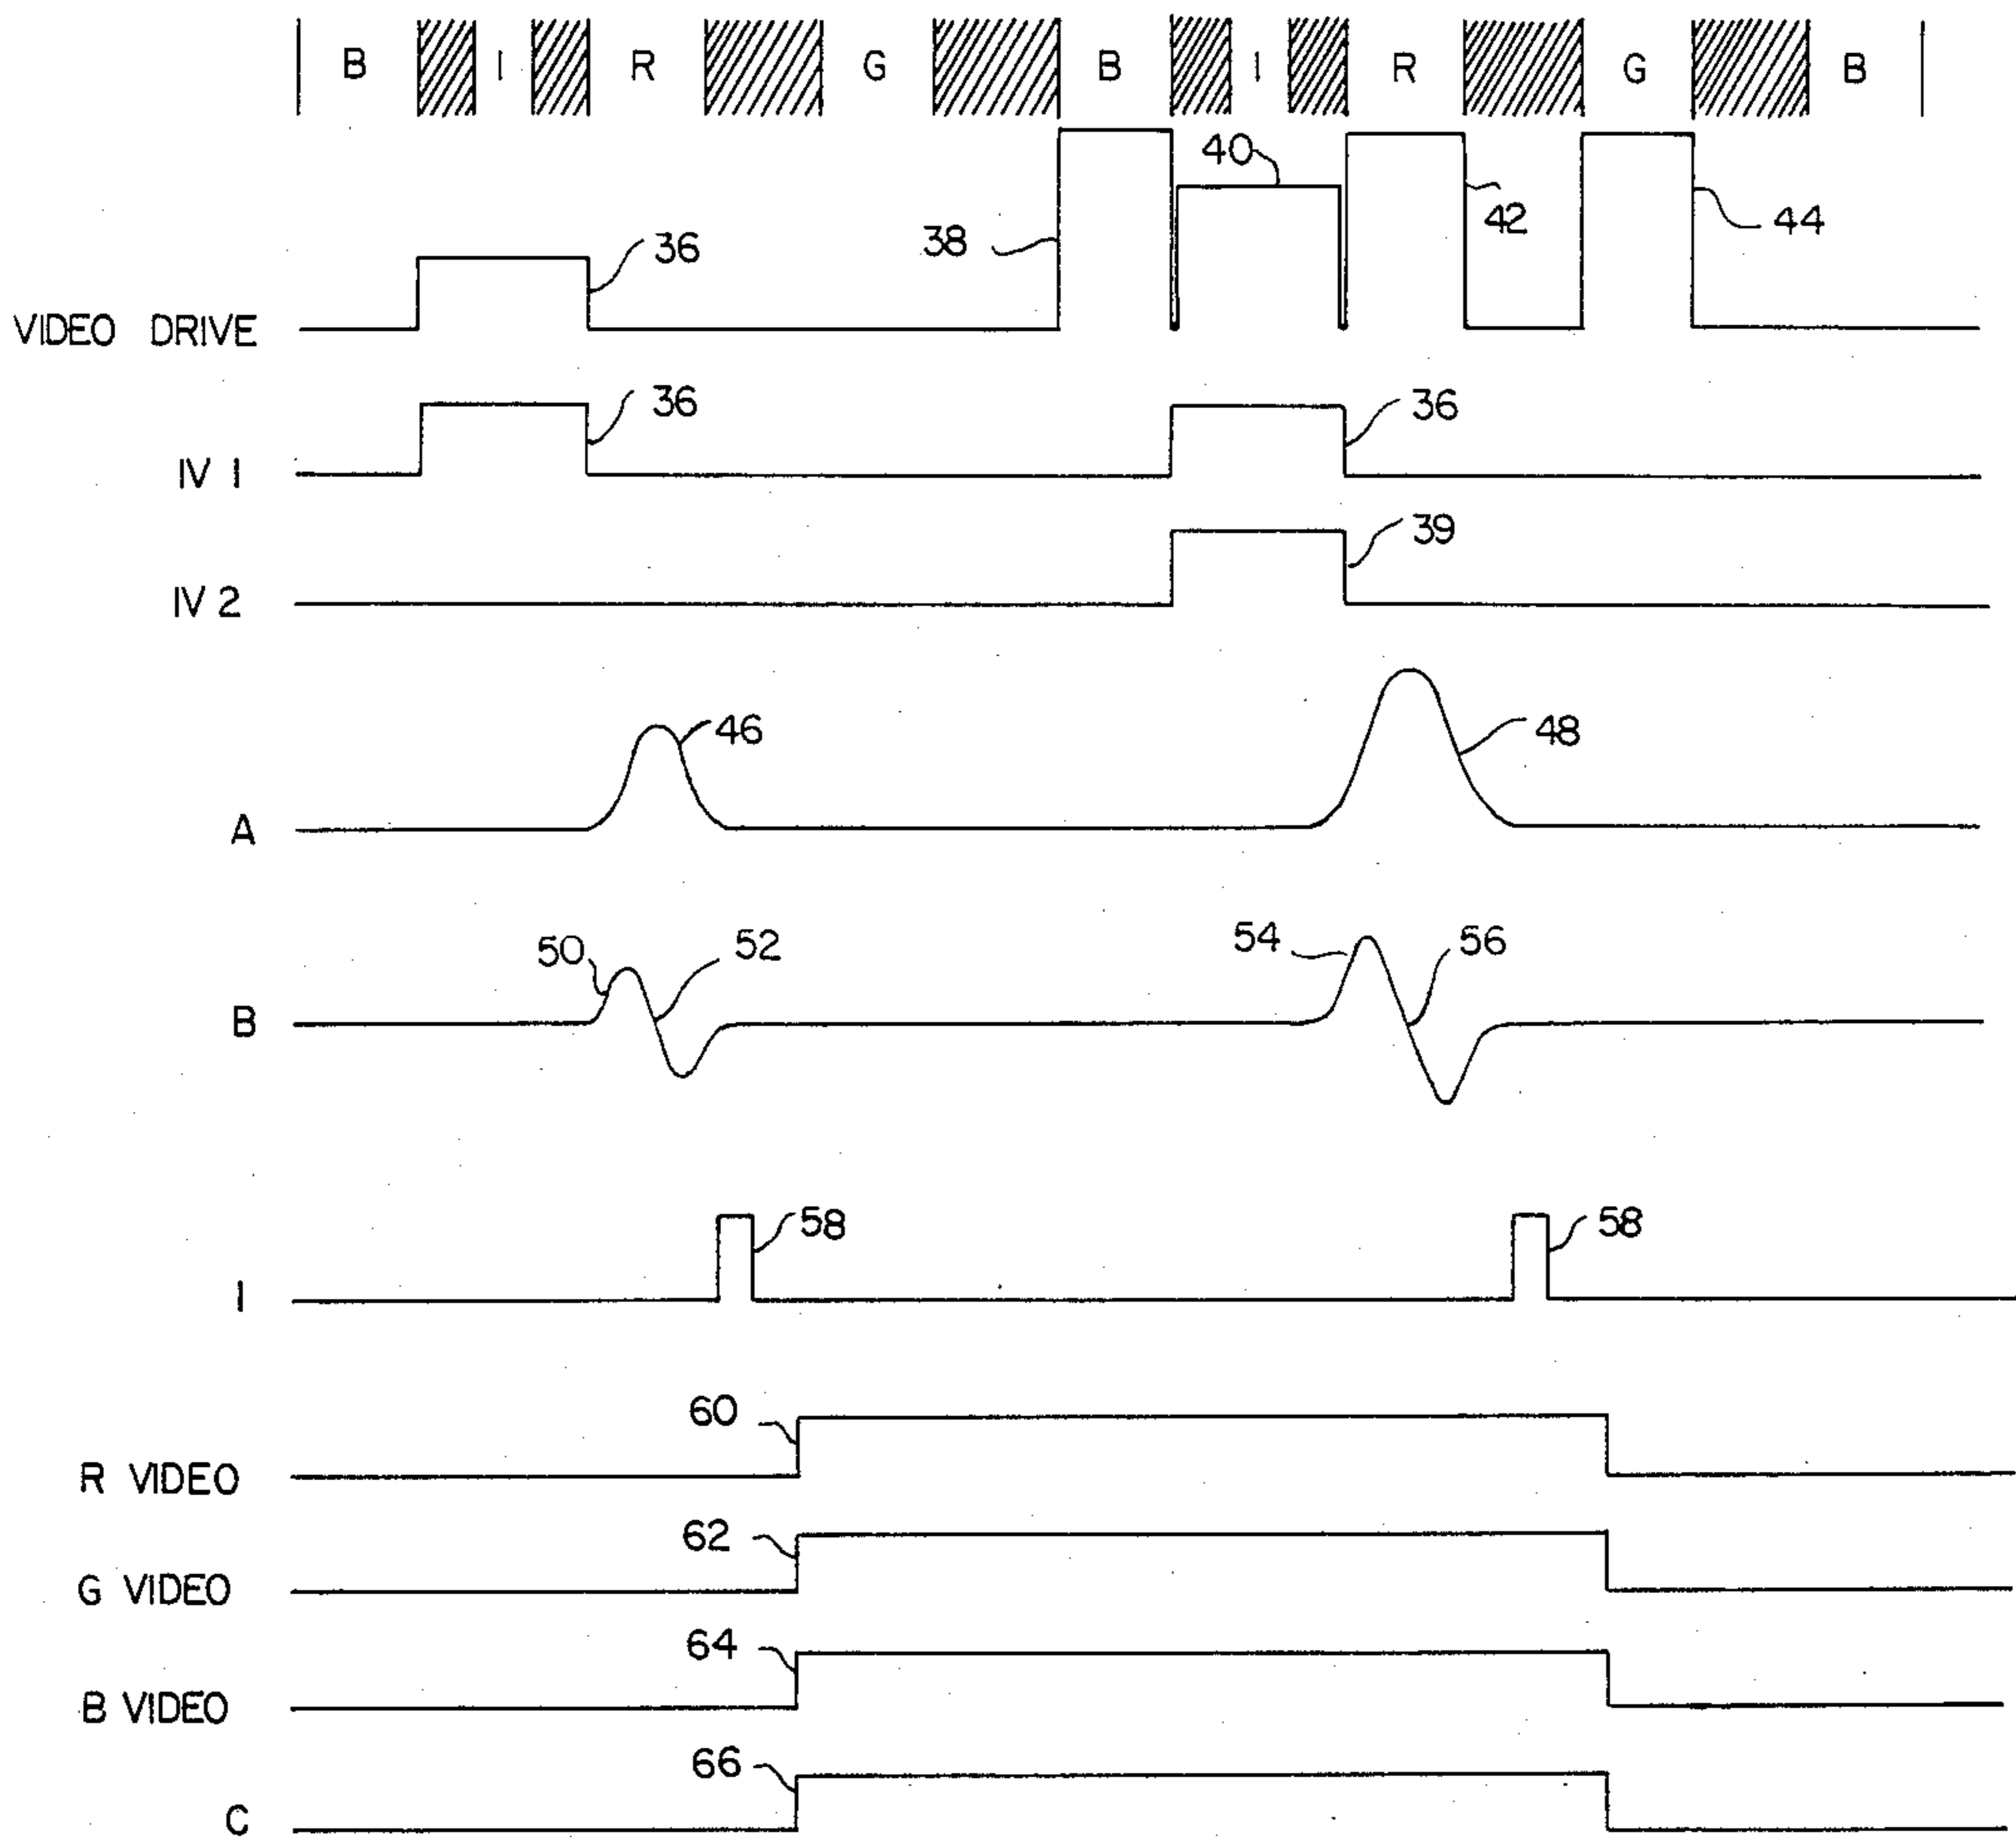 B I R G B I R G B
40
42 44
38
36
VIDEO DRIVE
36 36
IV 1
39
IV 2
46 48
A
50 52 54 56
B
58 58
I
60
R VIDEO
62
G VIDEO
64
B VIDEO
66
C